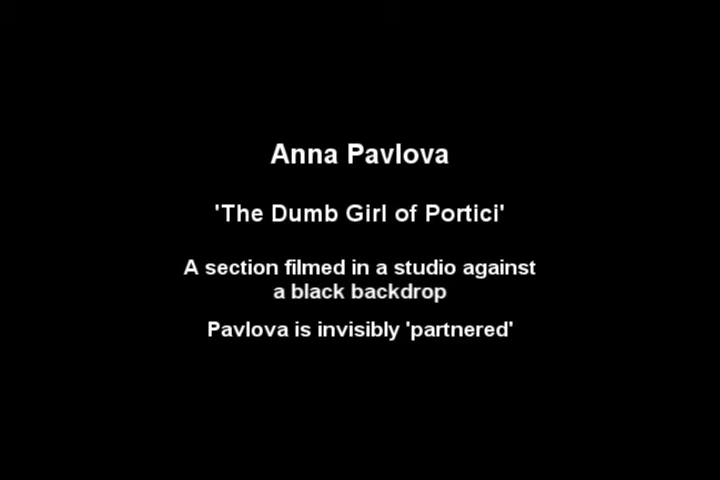 Anna Pavlova
'The Dumb Girl of Portici'
A section filmed in a studio against
a black backdrop
Pavlova is invisibly 'partnered'